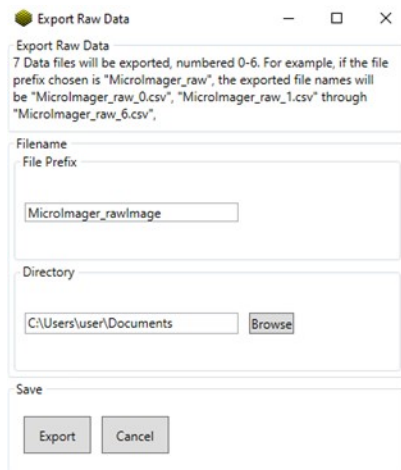 Export Raw Data
Export Raw Data
7 Data files will be exported, numbered 0-6. For example, if the file
prefix chosen is "MicroImager_raw", the exported file names will
be "MicroImager_raw_0.csv", "MicroImager_raw_1.csv" through
"MicroImager_raw_6.csv",
Filename
File Prefix
MicroImager_rawImage
Directory
C:\Users\user\Documents
Browse
Save
Export Cancel